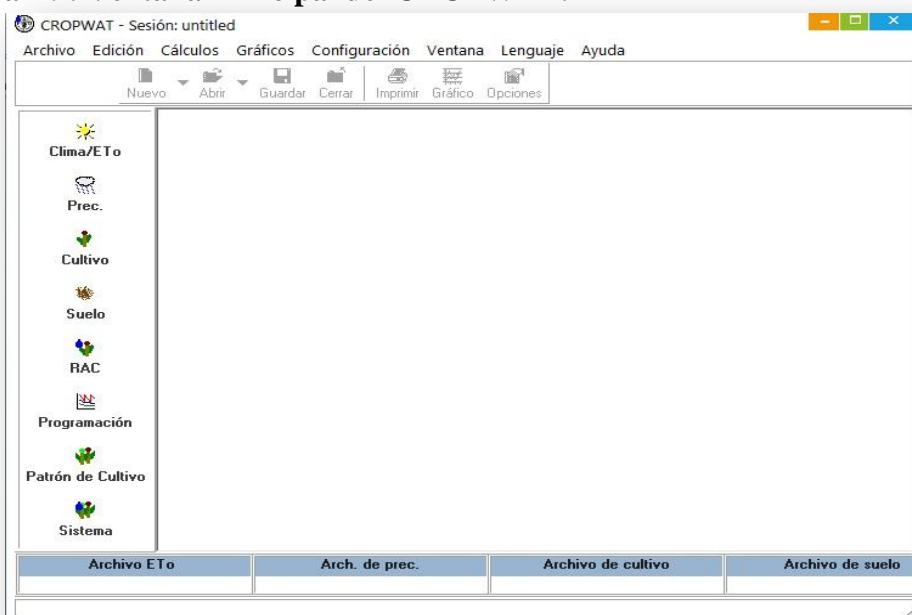 CROPWAT - Sesión: untitled
Archivo Edición Cálculos Gráficos Configuración Ventana Lenguaje Ayuda
Nuevo Abrir Guardar Cerrar Imprimir Gráfico Opciones
Clima/ETo
Prec.
Cultivo
Suelo
RAC
Programación
Patrón de Cultivo
Sistema
Archivo ETo Arch. de prec. Archivo de cultivo Archivo de suelo